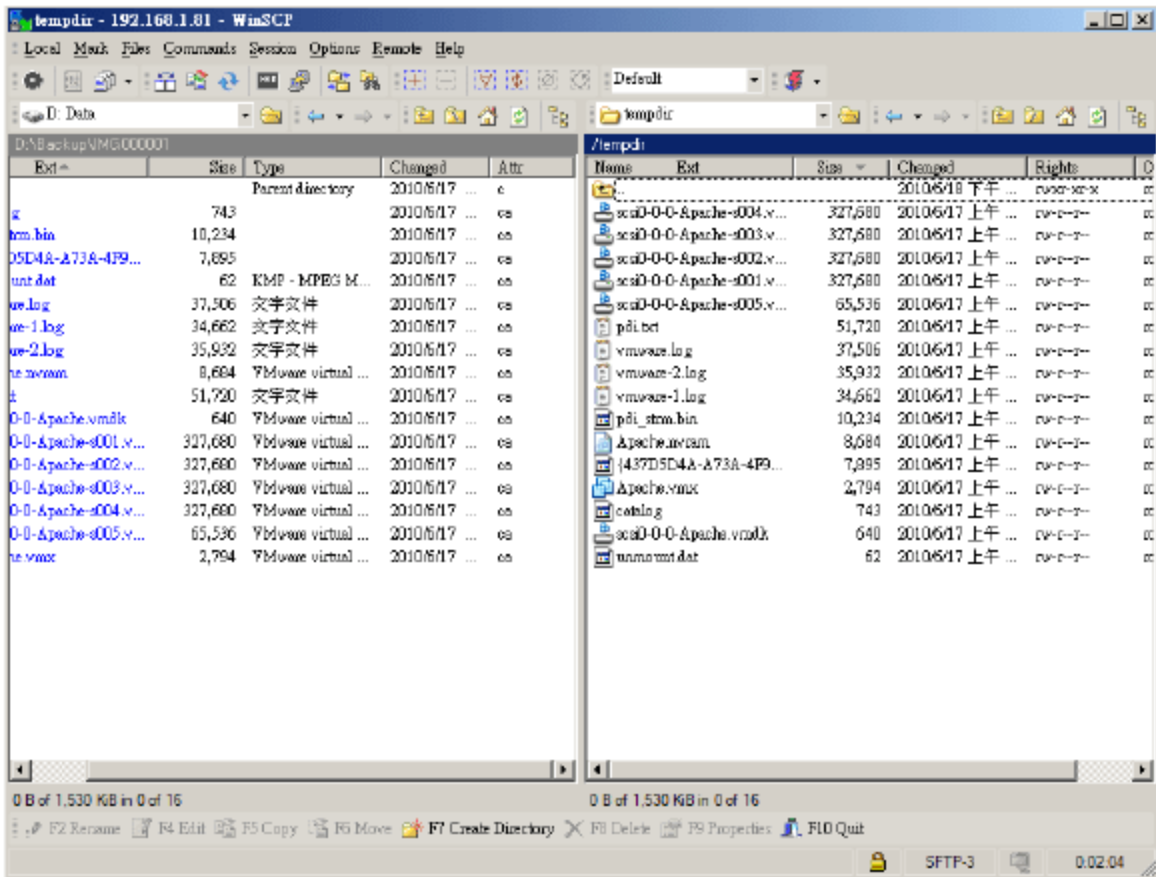 tempdir - 192.168.1.81 - WinSCP
Local Mark Files Commands Session Options Remote Help
Default
D: Data tempdir
D:\Backup\IMG000001 /tempdir
Ext Size Type Changed Attr Name Ext Size Changed Rights O
Parent directory 2010/6/17 ... .. 2010/6/18 下午 ... rwxr-xr-x
g 743 2010/6/17 ... scsi0-0-0-Apache-s004.v... 327,680 2010/6/17 上午 ... rw-r--r--
trm.bin 10,234 2010/6/17 ... scsi0-0-0-Apache-s003.v... 327,680 2010/6/17 上午 ... rw-r--r--
D5D4A-A73A-4F9... 7,895 2010/6/17 ... scsi0-0-0-Apache-s002.v... 327,680 2010/6/17 上午 ... rw-r--r--
unt.dat 62 KMP - MPEG M... 2010/6/17 ... scsi0-0-0-Apache-s001.v... 327,680 2010/6/17 上午 ... rw-r--r--
re.log 37,506 文字文件 2010/6/17 ... scsi0-0-0-Apache-s005.v... 65,536 2010/6/17 上午 ... rw-r--r--
re-1.log 34,662 文字文件 2010/6/17 ... pdi.txt 51,720 2010/6/17 上午 ... rw-r--r--
re-2.log 35,932 文字文件 2010/6/17 ... vmware.log 37,506 2010/6/17 上午 ... rw-r--r--
e.nvram 8,684 VMware virtual ... 2010/6/17 ... vmware-2.log 35,932 2010/6/17 上午 ... rw-r--r--
t 51,720 文字文件 2010/6/17 ... vmware-1.log 34,662 2010/6/17 上午 ... rw-r--r--
0-0-Apache.vmdk 640 VMware virtual ... 2010/6/17 ... pdi_strm.bin 10,234 2010/6/17 上午 ... rw-r--r--
0-0-Apache-s001.v... 327,680 VMware virtual ... 2010/6/17 ... Apache.nvram 8,684 2010/6/17 上午 ... rw-r--r--
0-0-Apache-s002.v... 327,680 VMware virtual ... 2010/6/17 ... {437D5D4A-A73A-4F9... 7,895 2010/6/17 上午 ... rw-r--r--
0-0-Apache-s003.v... 327,680 VMware virtual ... 2010/6/17 ... Apache.vmx 2,794 2010/6/17 上午 ... rw-r--r--
0-0-Apache-s004.v... 327,680 VMware virtual ... 2010/6/17 ... catalog 743 2010/6/17 上午 ... rw-r--r--
0-0-Apache-s005.v... 65,536 VMware virtual ... 2010/6/17 ... scsi0-0-0-Apache.vmdk 640 2010/6/17 上午 ... rw-r--r--
e.vmx 2,794 VMware virtual ... 2010/6/17 ... unmount.dat 62 2010/6/17 上午 ... rw-r--r--
0 B of 1,530 KiB in 0 of 16 0 B of 1,530 KiB in 0 of 16
F2 Rename F4 Edit F5 Copy F6 Move F7 Create Directory F8 Delete F9 Properties F10 Quit
SFTP-3 0:02:04